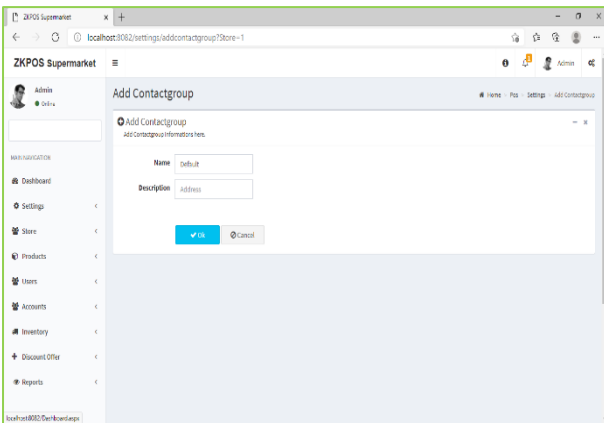 ZKPOS Supermarket
localhost:8082/settings/addcontactgroup?Store=1
ZKPOS Supermarket
Admin
Admin
Online
Add Contactgroup
Home > Pos > Settings > Add Contactgroup
Add Contactgroup
Add Contactgroup Informations here.
MAIN NAVIGATION
Name Default
Description Address
Ok Cancel
Dashboard
Settings
Store
Products
Users
Accounts
Inventory
Discount Offer
Reports
localhost:8082/Dashboard.aspx